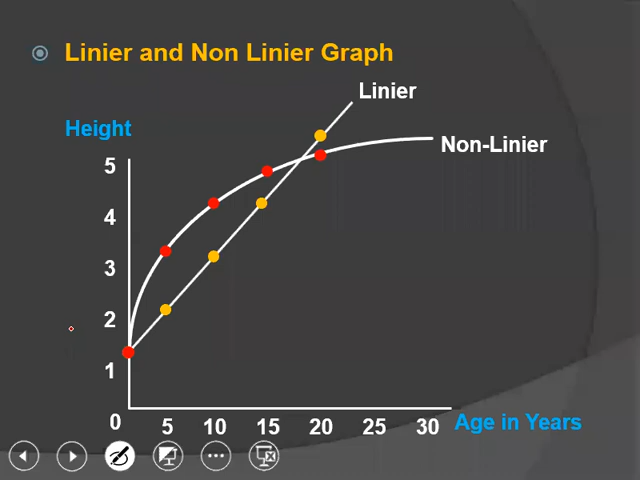 Linier and Non Linier Graph
Linier
Height
Non-Linier
5
4
3
2
1
0
5 10 15 20 25 30 Age in Years